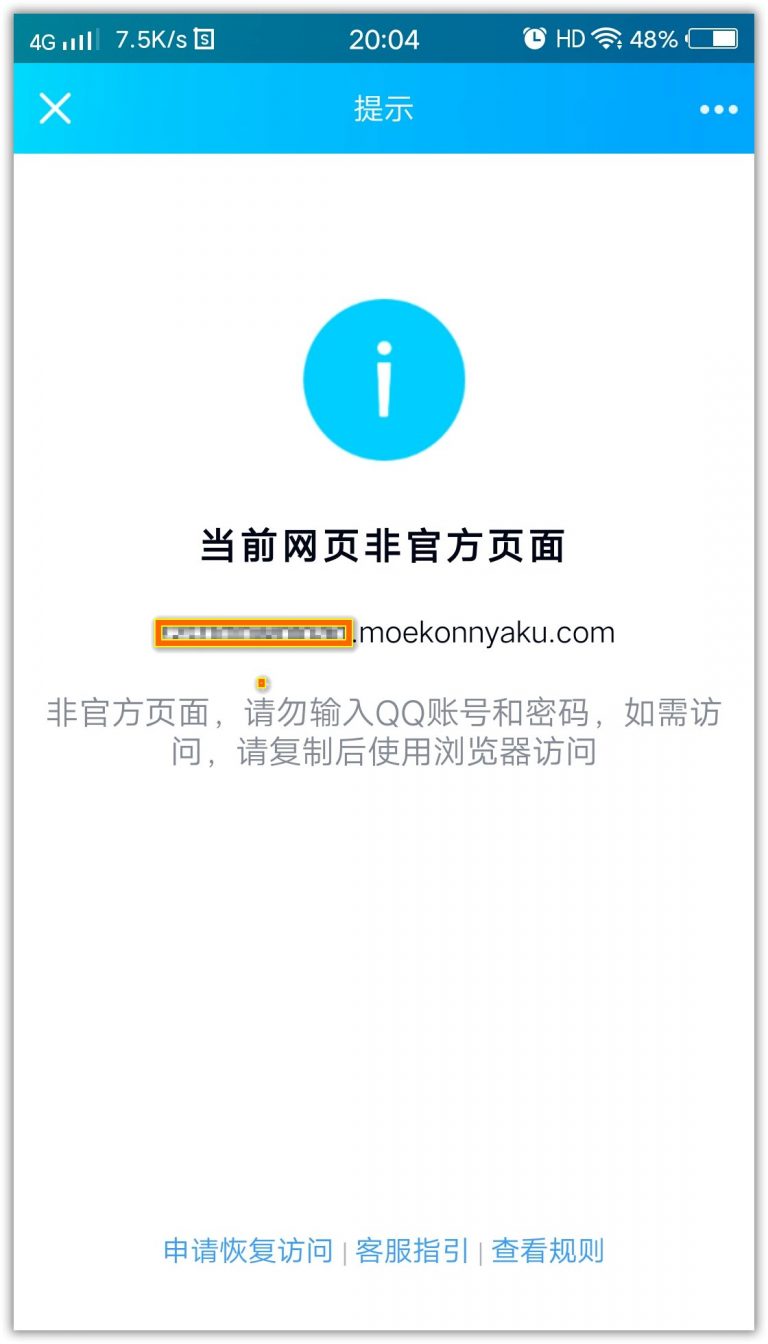 4G 7.5K/s 20:04 HD 48%
提示
当前网页非官方页面
.moekonnyaku.com
非官方页面，请勿输入QQ账号和密码，如需访
问，请复制后使用浏览器访问
申请恢复访问 | 客服指引 | 查看规则